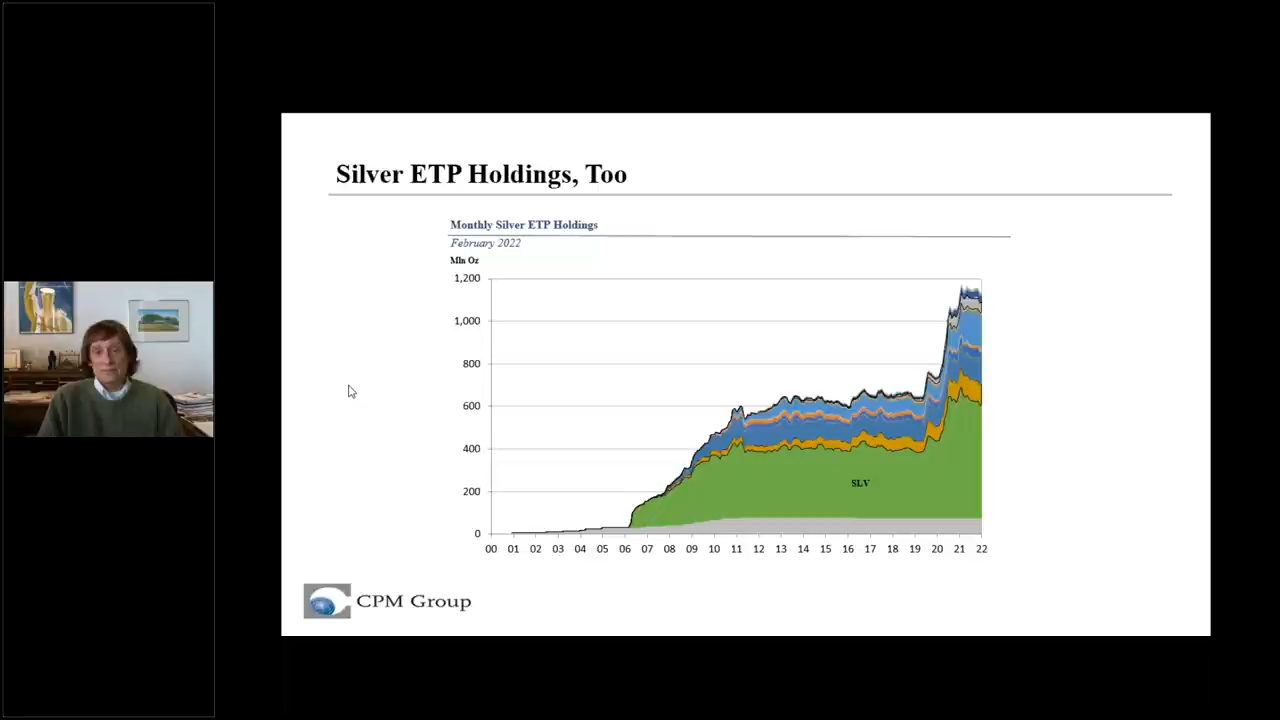 Silver ETP Holdings, Too
Monthly Silver ETP Holdings
February 2022
Mln Oz
1,200
1,000
800
600
400
200
0
SLV
00 01 02 03 04 05 06 07 08 09 10 11 12 13 14 15 16 17 18 19 20 21 22
CPM Group